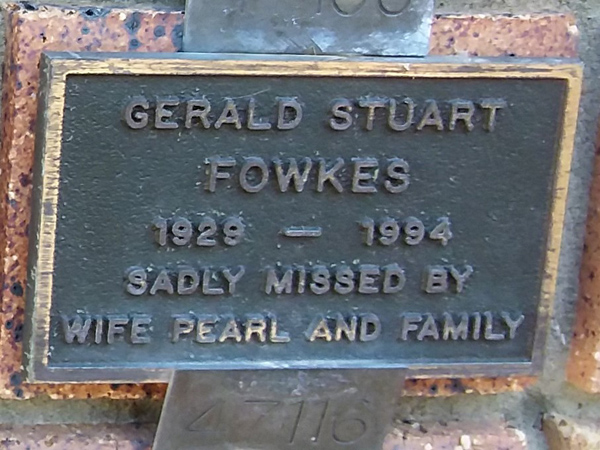 GERALD STUART
FOWKES
1929 — 1994
SADLY MISSED BY
WIFE PEARL AND FAMILY
47116